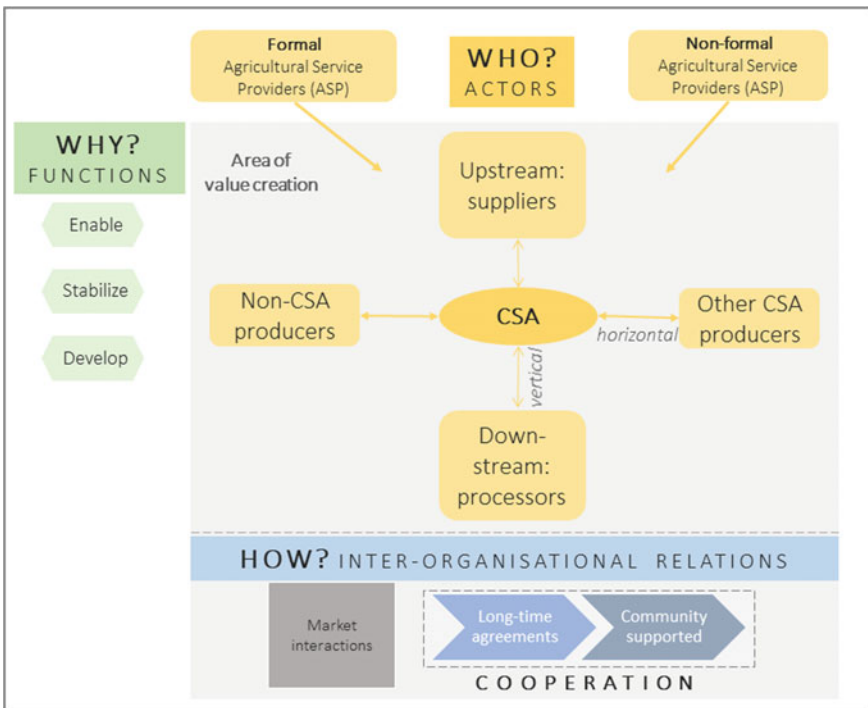 Formal
Agricultural Service
Providers (ASP)
WHO?
ACTORS
Non-formal
Agricultural Service
Providers (ASP)
WHY?
FUNCTIONS
Enable
Stabilize
Develop
Area of
value creation
Upstream:
suppliers
Non-CSA
producers
CSA
horizontal
Other CSA
producers
vertical
Down-
stream:
processors
HOW? INTER-ORGANISATIONAL RELATIONS
Market
interactions
Long-time
agreements
Community
supported
COOPERATION